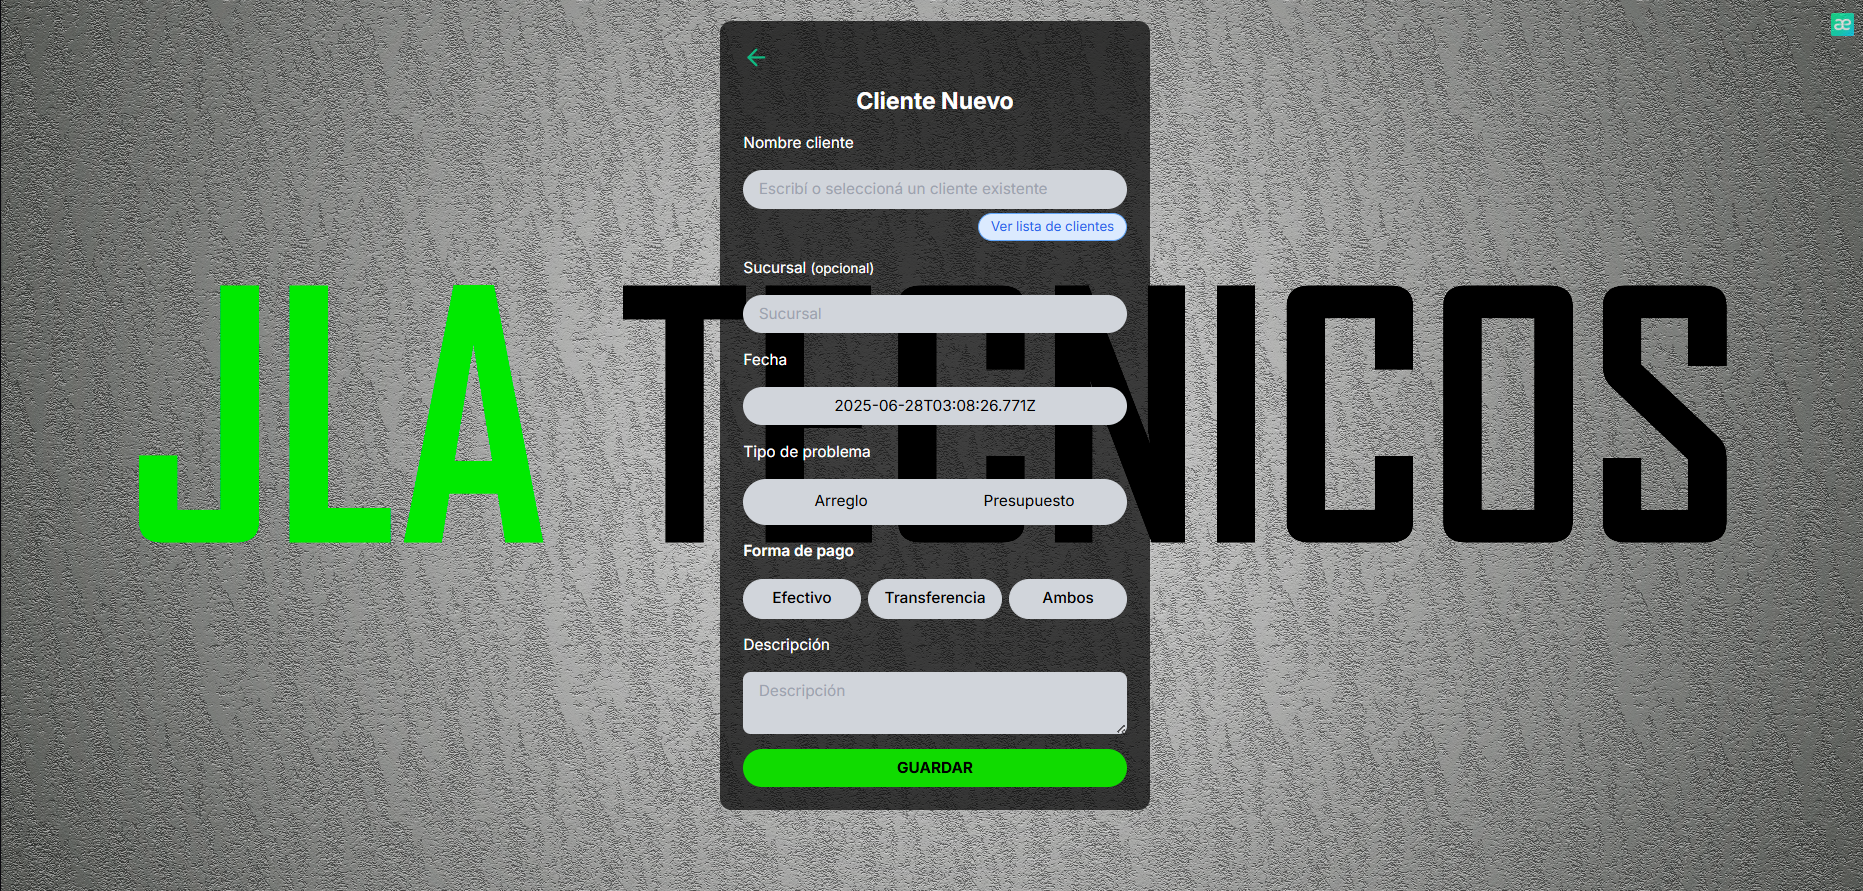 æ
Cliente Nuevo
Nombre cliente
Escribí o seleccioná un cliente existente
Ver lista de clientes
Sucursal (opcional)
JLA TECNICOS
Sucursal
Fecha
2025-06-28T03:08:26.771Z
Tipo de problema
Arreglo Presupuesto
Forma de pago
Efectivo Transferencia Ambos
Descripción
Descripción
GUARDAR